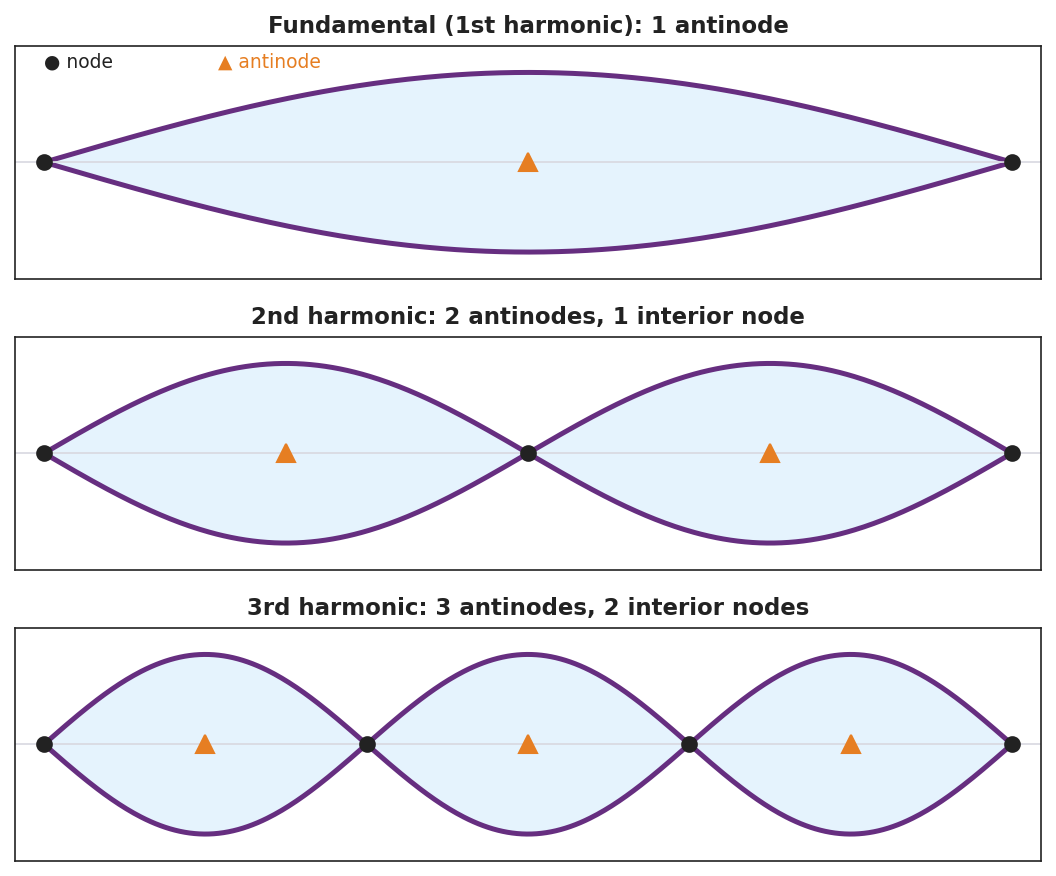 Fundamental (1st harmonic): 1 antinode
● node ▲ antinode
2nd harmonic: 2 antinodes, 1 interior node
3rd harmonic: 3 antinodes, 2 interior nodes